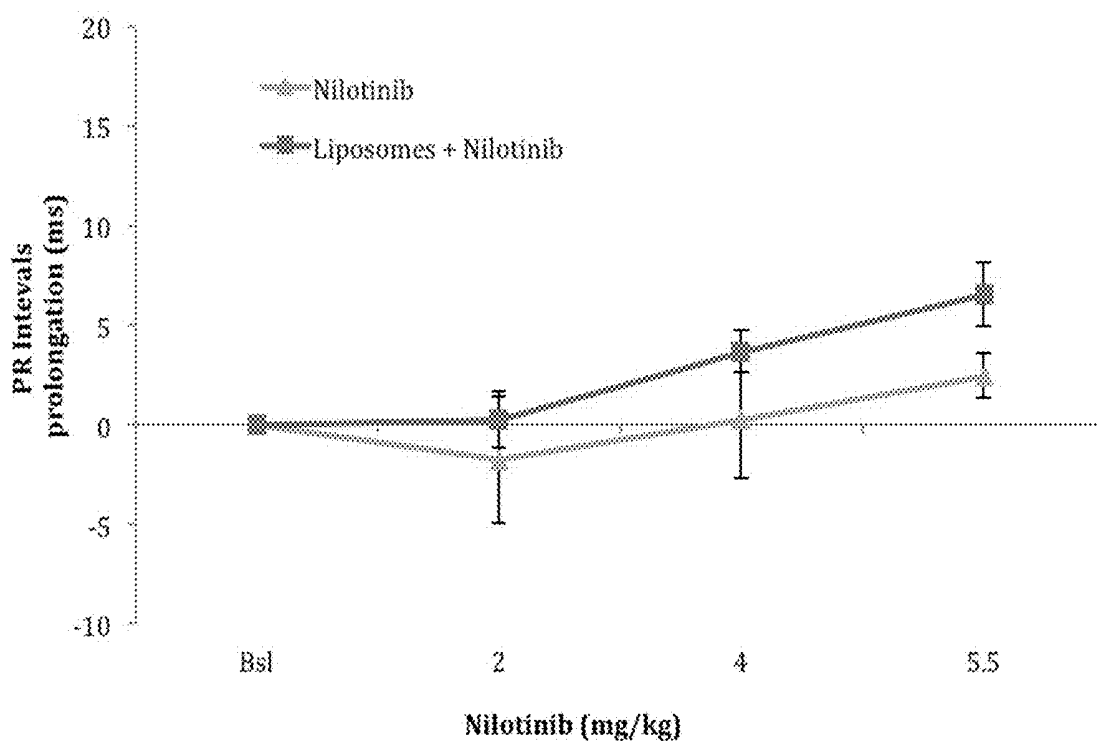 20
15
10
5
0
-5
-10
PR Intevals
prolongation (ms)
Nilotinib
Liposomes + Nilotinib
Bsl
2
4
5.5
Nilotinib (mg/kg)